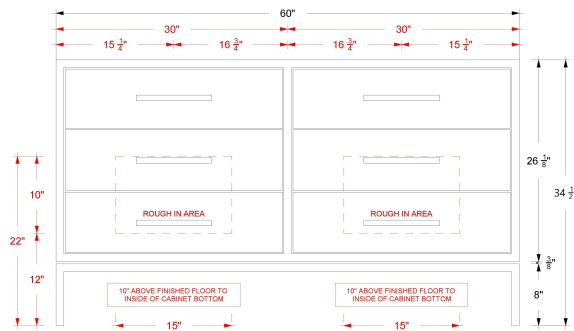 60"
30" 30"
15 1/4" 16 3/4" 16 3/4" 15 1/4"
26 1/8"
34 1/2
10"
ROUGH IN AREA ROUGH IN AREA
22"
3/8"
12"
8"
10" ABOVE FINISHED FLOOR TO
INSIDE OF CABINET BOTTOM
10" ABOVE FINISHED FLOOR TO
INSIDE OF CABINET BOTTOM
15" 15"